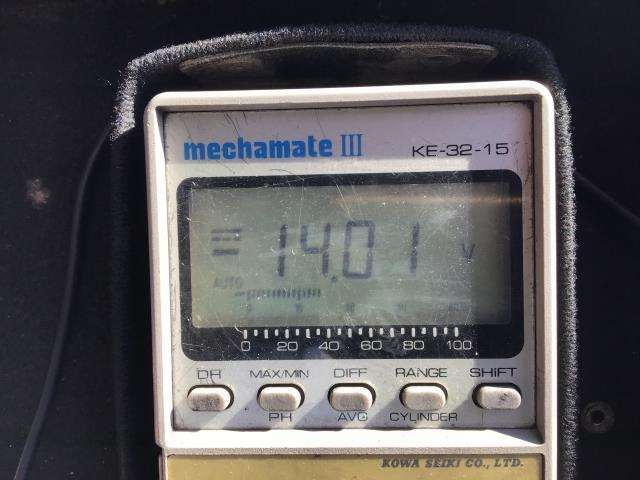 mechamate III KE-32-15
14.01 V
AUTO
0 20 40 60 80 100
DH MAX/MIN DIFF RANGE SHIFT
PH AVG CYLINDER
KOWA SEIKI CO., LTD.